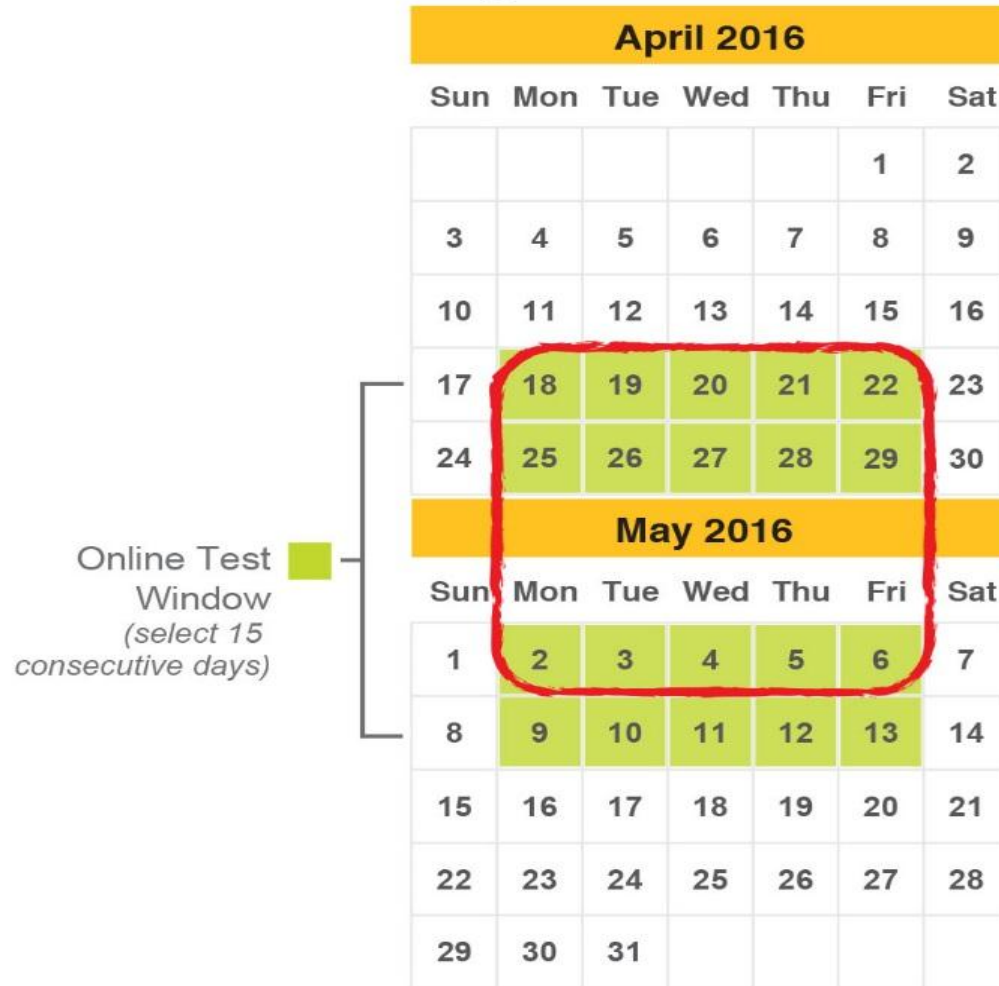 April 2016
Sun Mon Tue Wed Thu Fri Sat
1 2
3 4 5 6 7 8 9
10 11 12 13 14 15 16
17 18 19 20 21 22 23
24 25 26 27 28 29 30
May 2016
Sun Mon Tue Wed Thu Fri Sat
1 2 3 4 5 6 7
8 9 10 11 12 13 14
15 16 17 18 19 20 21
22 23 24 25 26 27 28
29 30 31
Online Test
Window
(select 15
consecutive days)